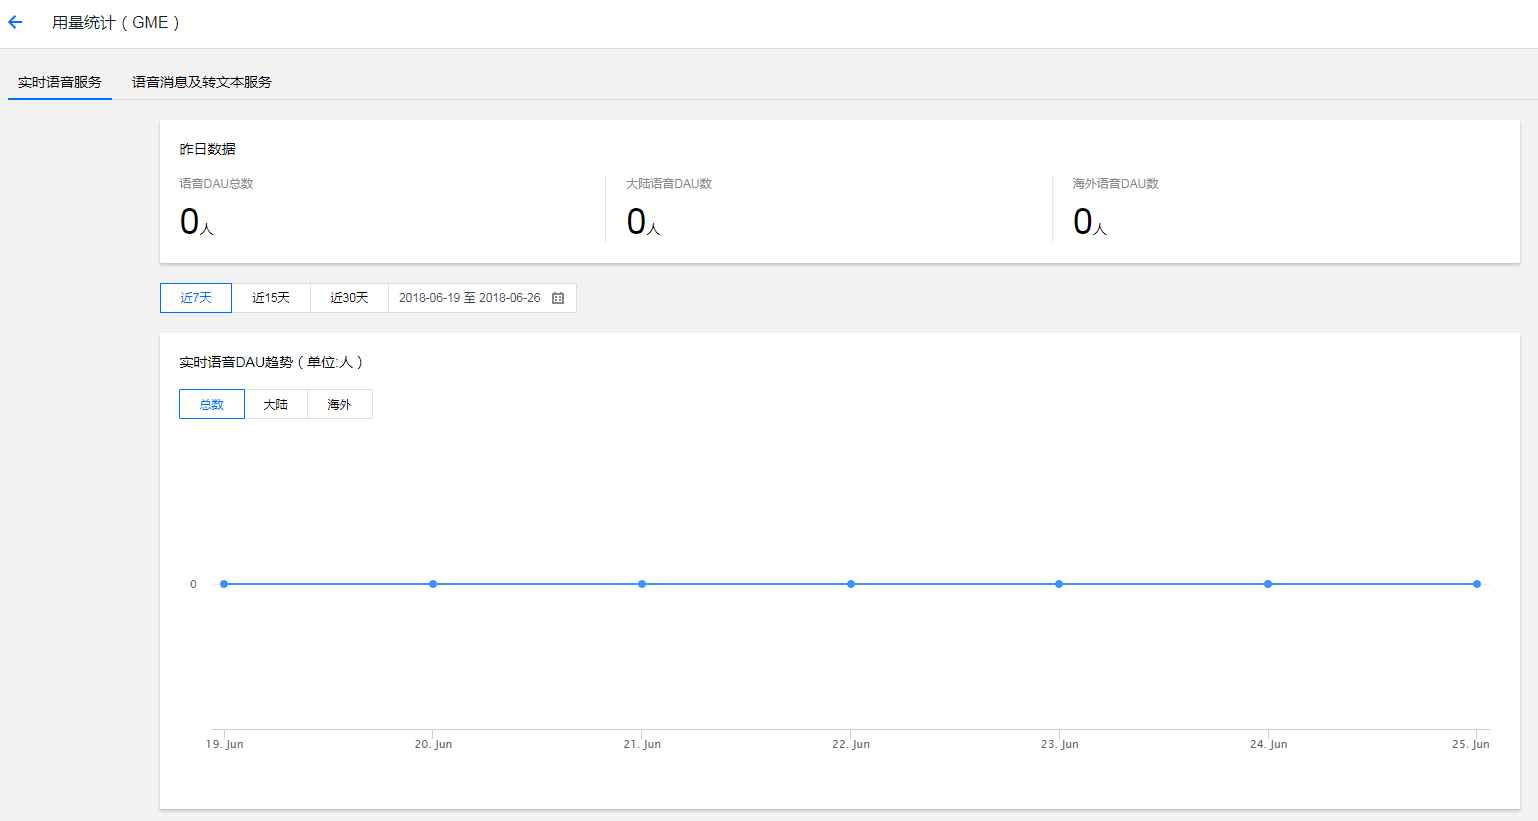 用量统计（GME）
实时语音服务 语音消息及转文本服务
昨日数据
语音DAU总数 大陆语音DAU数 海外语音DAU数
0人 0人 0人
近7天 近15天 近30天 2018-06-19 至 2018-06-26
实时语音DAU趋势（单位:人）
总数 大陆 海外
0
19. Jun 20. Jun 21. Jun 22. Jun 23. Jun 24. Jun 25. Jun